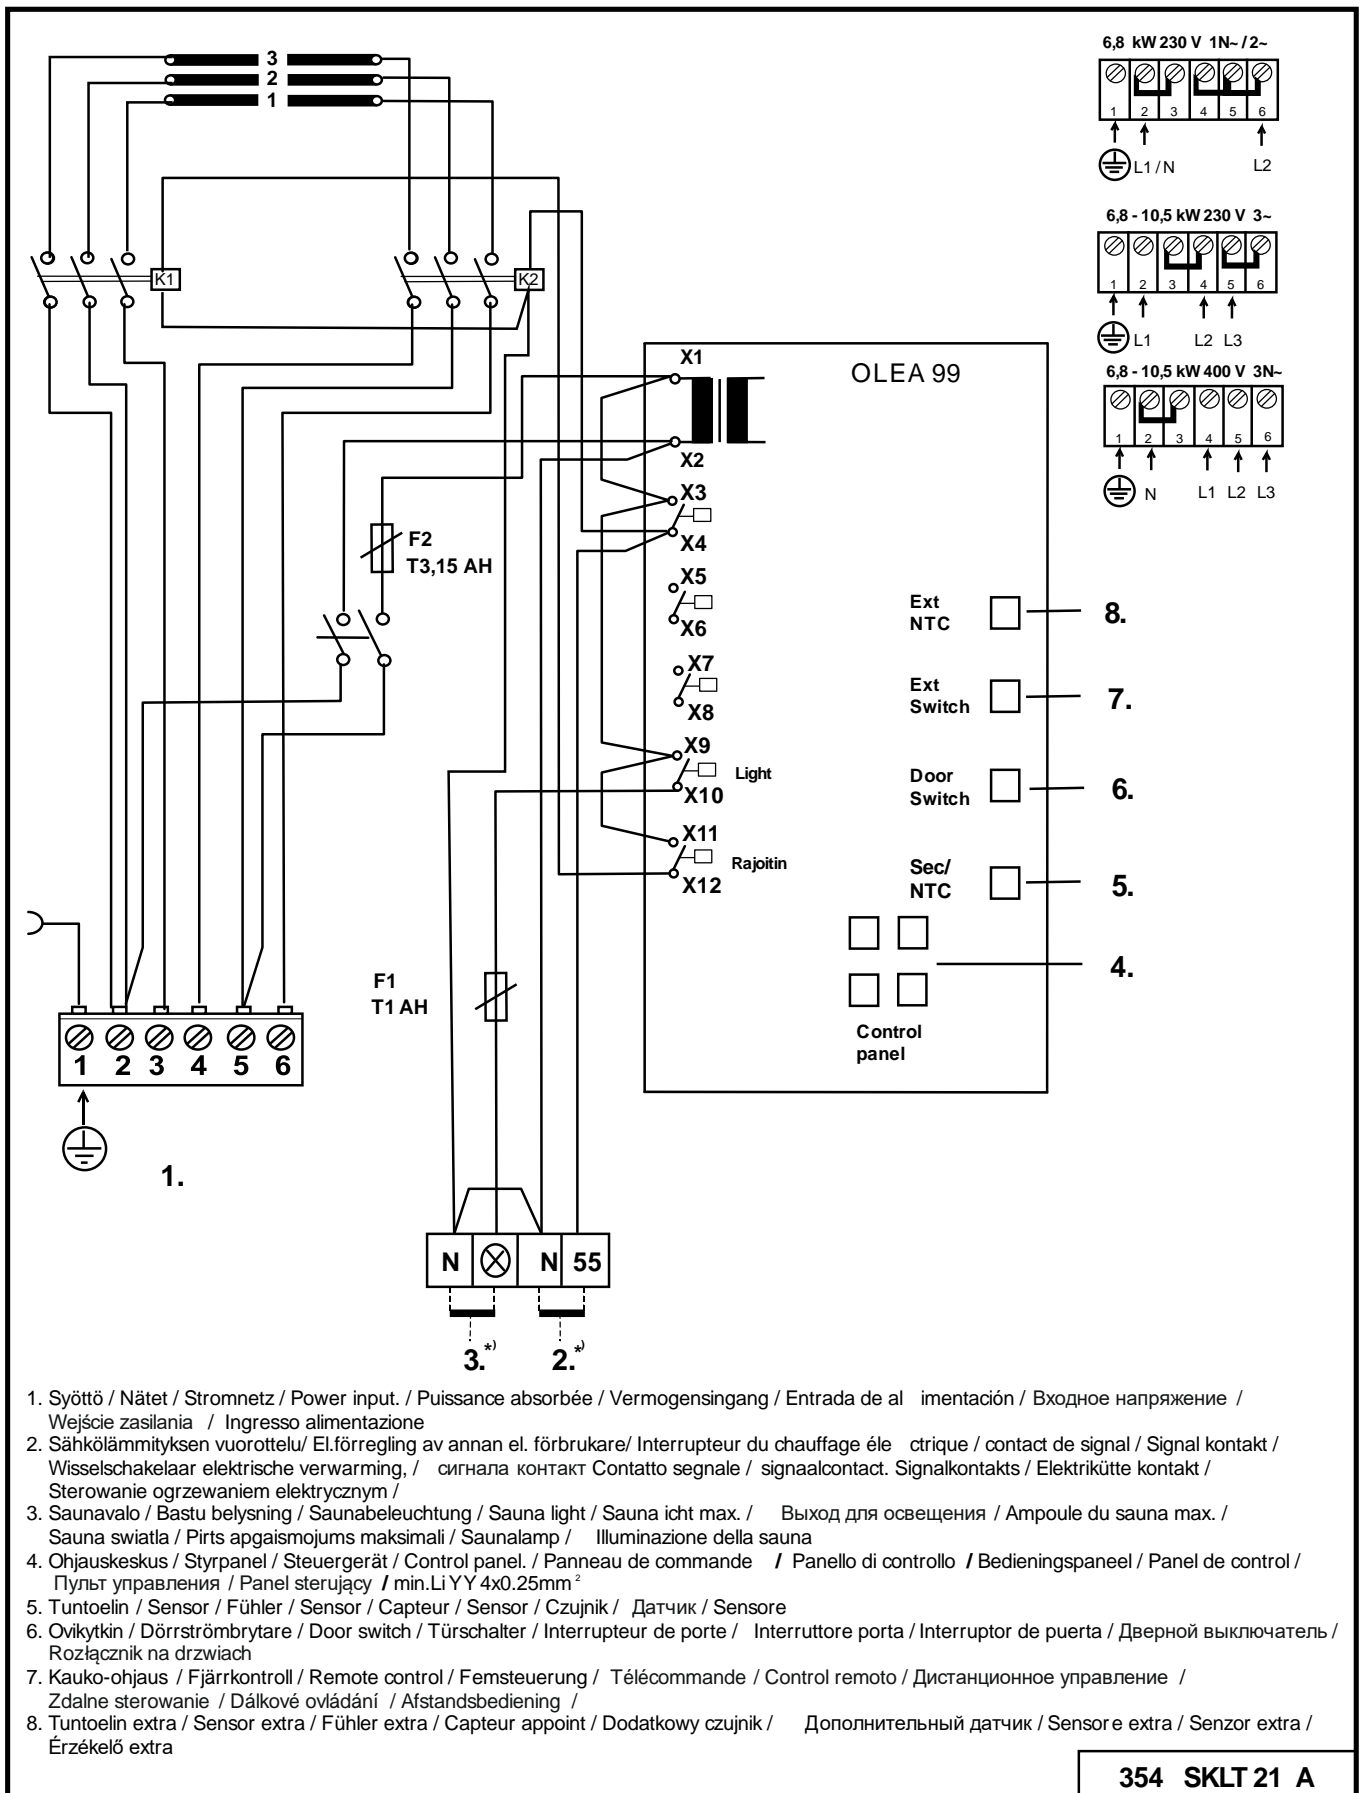 3
2
1
6,8 kW 230 V 1N~ / 2~
1 2 3 4 5 6
L1 / N L2
6,8 - 10,5 kW 230 V 3~
1 2 3 4 5 6
L1 L2 L3
6,8 - 10,5 kW 400 V 3N~
1 2 3 4 5 6
N L1 L2 L3
K1
K2
OLEA 99
X1
X2
X3
X4
X5
X6
X7
X8
X9
Light
X10
X11
Rajoitin
X12
F2
T3,15 AH
Ext
NTC
8.
Ext
Switch
7.
Door
Switch
6.
Sec/
NTC
5.
4.
Control
panel
F1
T1 AH
1 2 3 4 5 6
1.
N N 55
3.*) 2.*)
1. Syöttö / Nätet / Stromnetz / Power input. / Puissance absorbée / Vermogensingang / Entrada de al imentación / Входное напряжение /
Wejście zasilania / Ingresso alimentazione
2. Sähkölämmityksen vuorottelu/ El.förregling av annan el. förbrukare/ Interrupteur du chauffage éle ctrique / contact de signal / Signal kontakt /
Wisselschakelaar elektrische verwarming, / сигнала контакт Contatto segnale / signaalcontact. Signalkontakts / Elektrikütte kontakt /
Sterowanie ogrzewaniem elektrycznym /
3. Saunavalo / Bastu belysning / Saunabeleuchtung / Sauna light / Sauna icht max. / Выход для освещения / Ampoule du sauna max. /
Sauna swiatla / Pirts apgaismojums maksimali / Saunalamp / Illuminazione della sauna
4. Ohjauskeskus / Styrpanel / Steuergerät / Control panel. / Panneau de commande / Panello di controllo / Bedieningspaneel / Panel de control /
Пульт управления / Panel sterujący / min.Li YY 4x0.25mm ²
5. Tuntoelin / Sensor / Fühler / Sensor / Capteur / Sensor / Czujnik / Датчик / Sensore
6. Ovikytkin / Dörrströmbrytare / Door switch / Türschalter / Interrupteur de porte / Interruttore porta / Interruptor de puerta / Дверной выключатель /
Rozłącznik na drzwiach
7. Kauko-ohjaus / Fjärrkontroll / Remote control / Femsteuerung / Télécommande / Control remoto / Дистанционное управление /
Zdalne sterowanie / Dálkové ovládání / Afstandsbediening /
8. Tuntoelin extra / Sensor extra / Fühler extra / Capteur appoint / Dodatkowy czujnik / Дополнительный датчик / Sensore extra / Senzor extra /
Érzékelő extra
354 SKLT 21 A